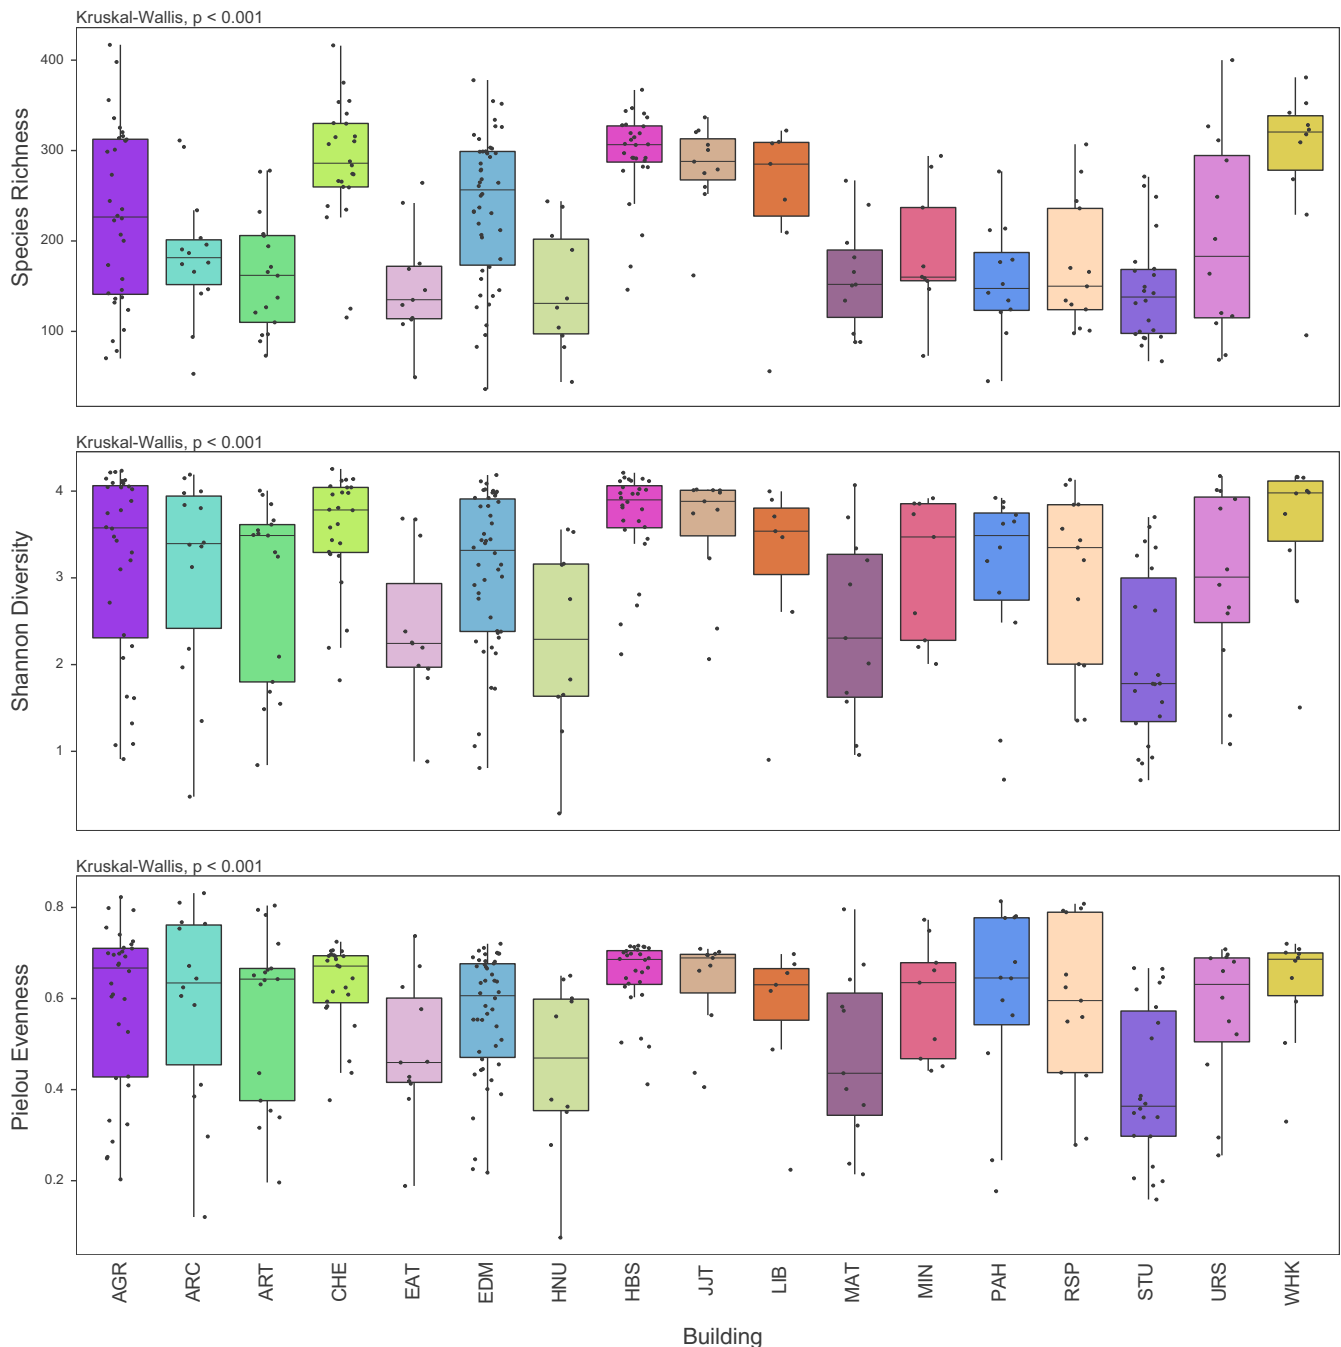 Kruskal-Wallis, p < 0.001
Species Richness
400
300
200
100
Kruskal-Wallis, p < 0.001
Shannon Diversity
4
3
2
1
Kruskal-Wallis, p < 0.001
Pielou Evenness
0.8
0.6
0.4
0.2
AGR ARC ART CHE EAT EDM HNU HBS JJT LIB MAT MIN PAH RSP STU URS WHK
Building